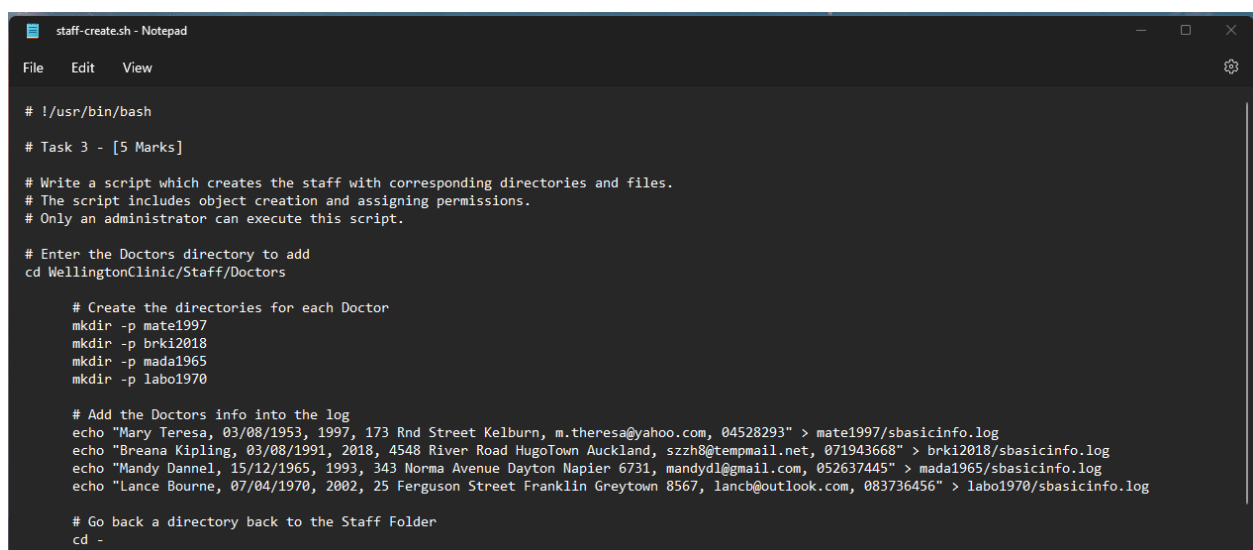 staff-create.sh - Notepad
File Edit View
# !/usr/bin/bash
# Task 3 - [5 Marks]
# Write a script which creates the staff with corresponding directories and files.
# The script includes object creation and assigning permissions.
# Only an administrator can execute this script.
# Enter the Doctors directory to add
cd WellingtonClinic/Staff/Doctors
# Create the directories for each Doctor
mkdir -p mate1997
mkdir -p brki2018
mkdir -p mada1965
mkdir -p labo1970
# Add the Doctors info into the log
echo "Mary Teresa, 03/08/1953, 1997, 173 Rnd Street Kelburn, m.theresa@yahoo.com, 04528293" > mate1997/sbasicinfo.log
echo "Breana Kipling, 03/08/1991, 2018, 4548 River Road HugoTown Auckland, szzh8@tempmail.net, 071943668" > brki2018/sbasicinfo.log
echo "Mandy Dannel, 15/12/1965, 1993, 343 Norma Avenue Dayton Napier 6731, mandydl@gmail.com, 052637445" > mada1965/sbasicinfo.log
echo "Lance Bourne, 07/04/1970, 2002, 25 Ferguson Street Franklin Greytown 8567, lancb@outlook.com, 083736456" > labo1970/sbasicinfo.log
# Go back a directory back to the Staff Folder
cd -